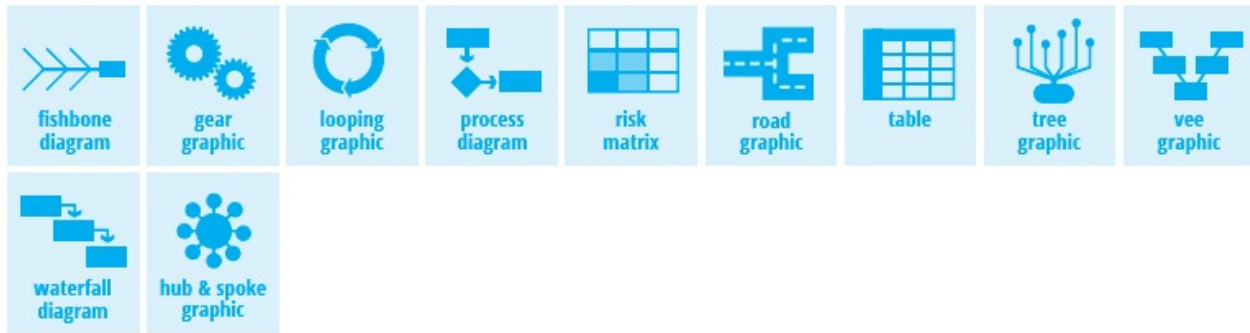 fishbone
diagram
gear
graphic
looping
graphic
process
diagram
risk
matrix
road
graphic
table
tree
graphic
vee
graphic
waterfall
diagram
hub & spoke
graphic